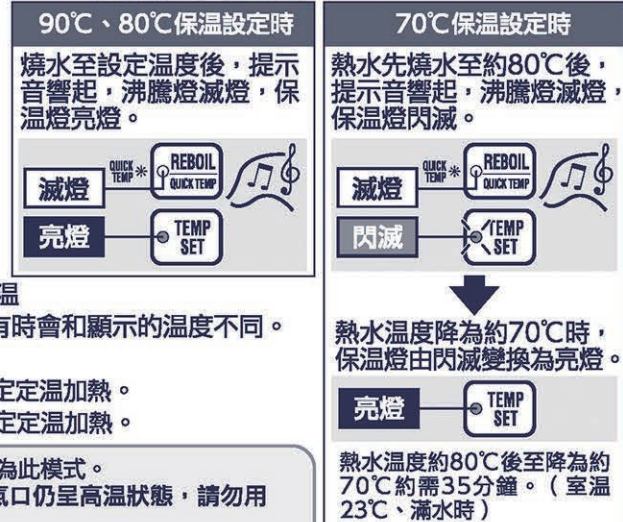 90℃、80℃保溫設定時
燒水至設定溫度後，提示
音響起，沸騰燈滅燈，保
溫燈亮燈。
滅燈
QUICK
TEMP
*
REBOIL
QUICK TEMP
亮燈
TEMP
SET
溫
有時會和顯示的溫度不同。
定定溫加熱。
定定溫加熱。
為此模式。
氣口仍呈高溫狀態，請勿用
70℃保溫設定時
熱水先燒水至約80℃後，
提示音響起，沸騰燈滅燈，
保溫燈閃滅。
滅燈
QUICK
TEMP
*
REBOIL
QUICK TEMP
閃滅
TEMP
SET
熱水溫度降為約70℃時，
保溫燈由閃滅變換為亮燈。
亮燈
TEMP
SET
熱水溫度約80℃後至降為約
70℃約需35分鐘。（室溫
23℃、滿水時）